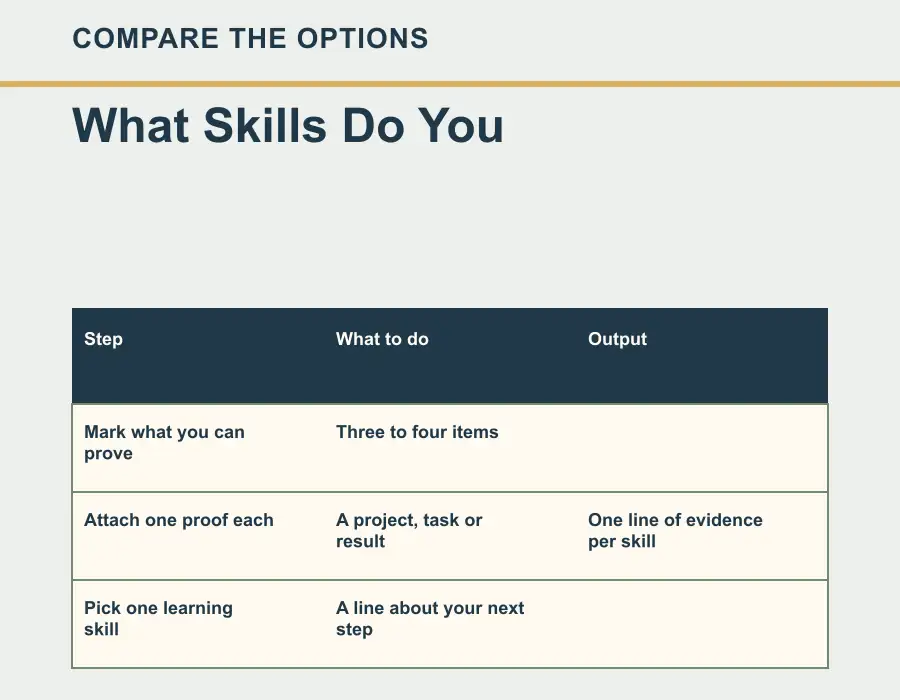 COMPARE THE OPTIONS
What Skills Do You
Step
What to do
Output
Mark what you can
prove
Three to four items
Attach one proof each
A project, task or
result
One line of evidence
per skill
Pick one learning
skill
A line about your next
step